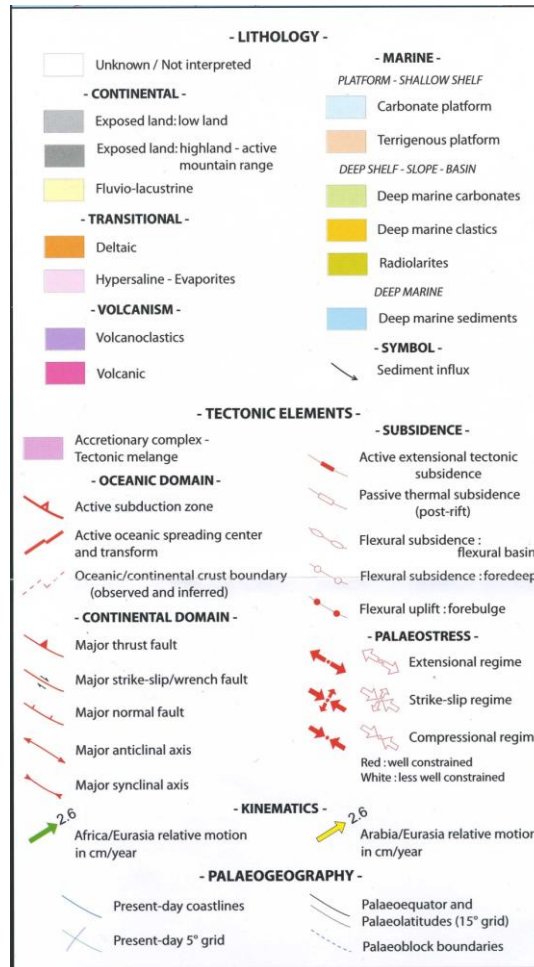 - LITHOLOGY -
Unknown / Not interpreted
- CONTINENTAL -
Exposed land: low land
Exposed land: highland - active
mountain range
Fluvio-lacustrine
- TRANSITIONAL -
Deltaic
Hypersaline - Evaporites
- VOLCANISM -
Volcanoclastics
Volcanic
- MARINE -
PLATFORM - SHALLOW SHELF
Carbonate platform
Terrigenous platform
DEEP SHELF - SLOPE - BASIN
Deep marine carbonates
Deep marine clastics
Radiolarites
DEEP MARINE
Deep marine sediments
- SYMBOL -
Sediment influx
- TECTONIC ELEMENTS -
Accretionary complex -
Tectonic melange
- OCEANIC DOMAIN -
Active subduction zone
Active oceanic spreading center
and transform
Oceanic/continental crust boundary
(observed and inferred)
- CONTINENTAL DOMAIN -
Major thrust fault
Major strike-slip/wrench fault
Major normal fault
Major anticlinal axis
Major synclinal axis
- SUBSIDENCE -
Active extensional tectonic
subsidence
Passive thermal subsidence
(post-rift)
Flexural subsidence :
flexural basin
Flexural subsidence : foredeep
Flexural uplift : forebulge
- PALAEOSTRESS -
Extensional regime
Strike-slip regime
Compressional regim
Red : well constrained
White : less well constrained
- KINEMATICS -
2.6
Africa/Eurasia relative motion
in cm/year
2.6
Arabia/Eurasia relative motion
in cm/year
- PALAEOGEOGRAPHY -
Present-day coastlines
Present-day 5° grid
Palaeoequator and
Palaeolatitudes (15° grid)
Palaeoblock boundaries